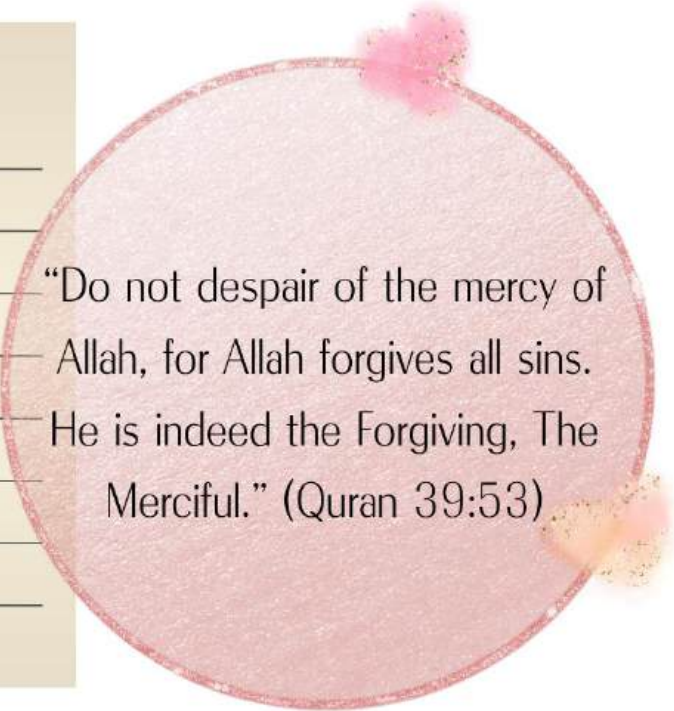 “Do not despair of the mercy of
Allah, for Allah forgives all sins.
He is indeed the Forgiving, The
Merciful.” (Quran 39:53)